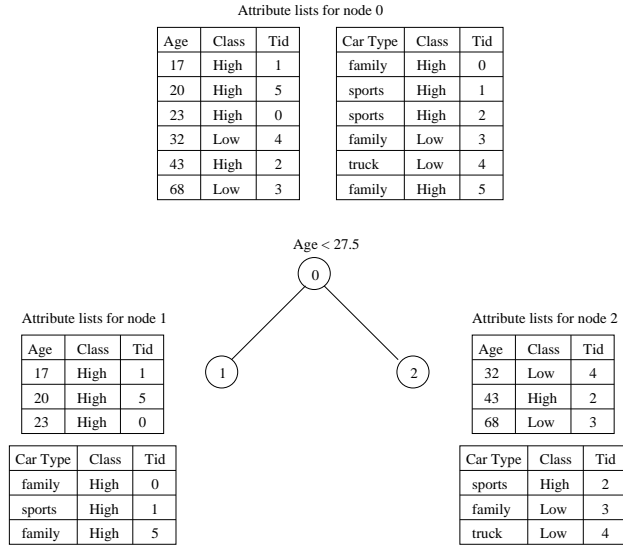 Attribute lists for node 0
Age Class Tid
17 High 1
20 High 5
23 High 0
32 Low 4
43 High 2
68 Low 3
Car Type Class Tid
family High 0
sports High 1
sports High 2
family Low 3
truck Low 4
family High 5
Age < 27.5
0
1
2
Attribute lists for node 1
Age Class Tid
17 High 1
20 High 5
23 High 0
Car Type Class Tid
family High 0
sports High 1
family High 5
Attribute lists for node 2
Age Class Tid
32 Low 4
43 High 2
68 Low 3
Car Type Class Tid
sports High 2
family Low 3
truck Low 4